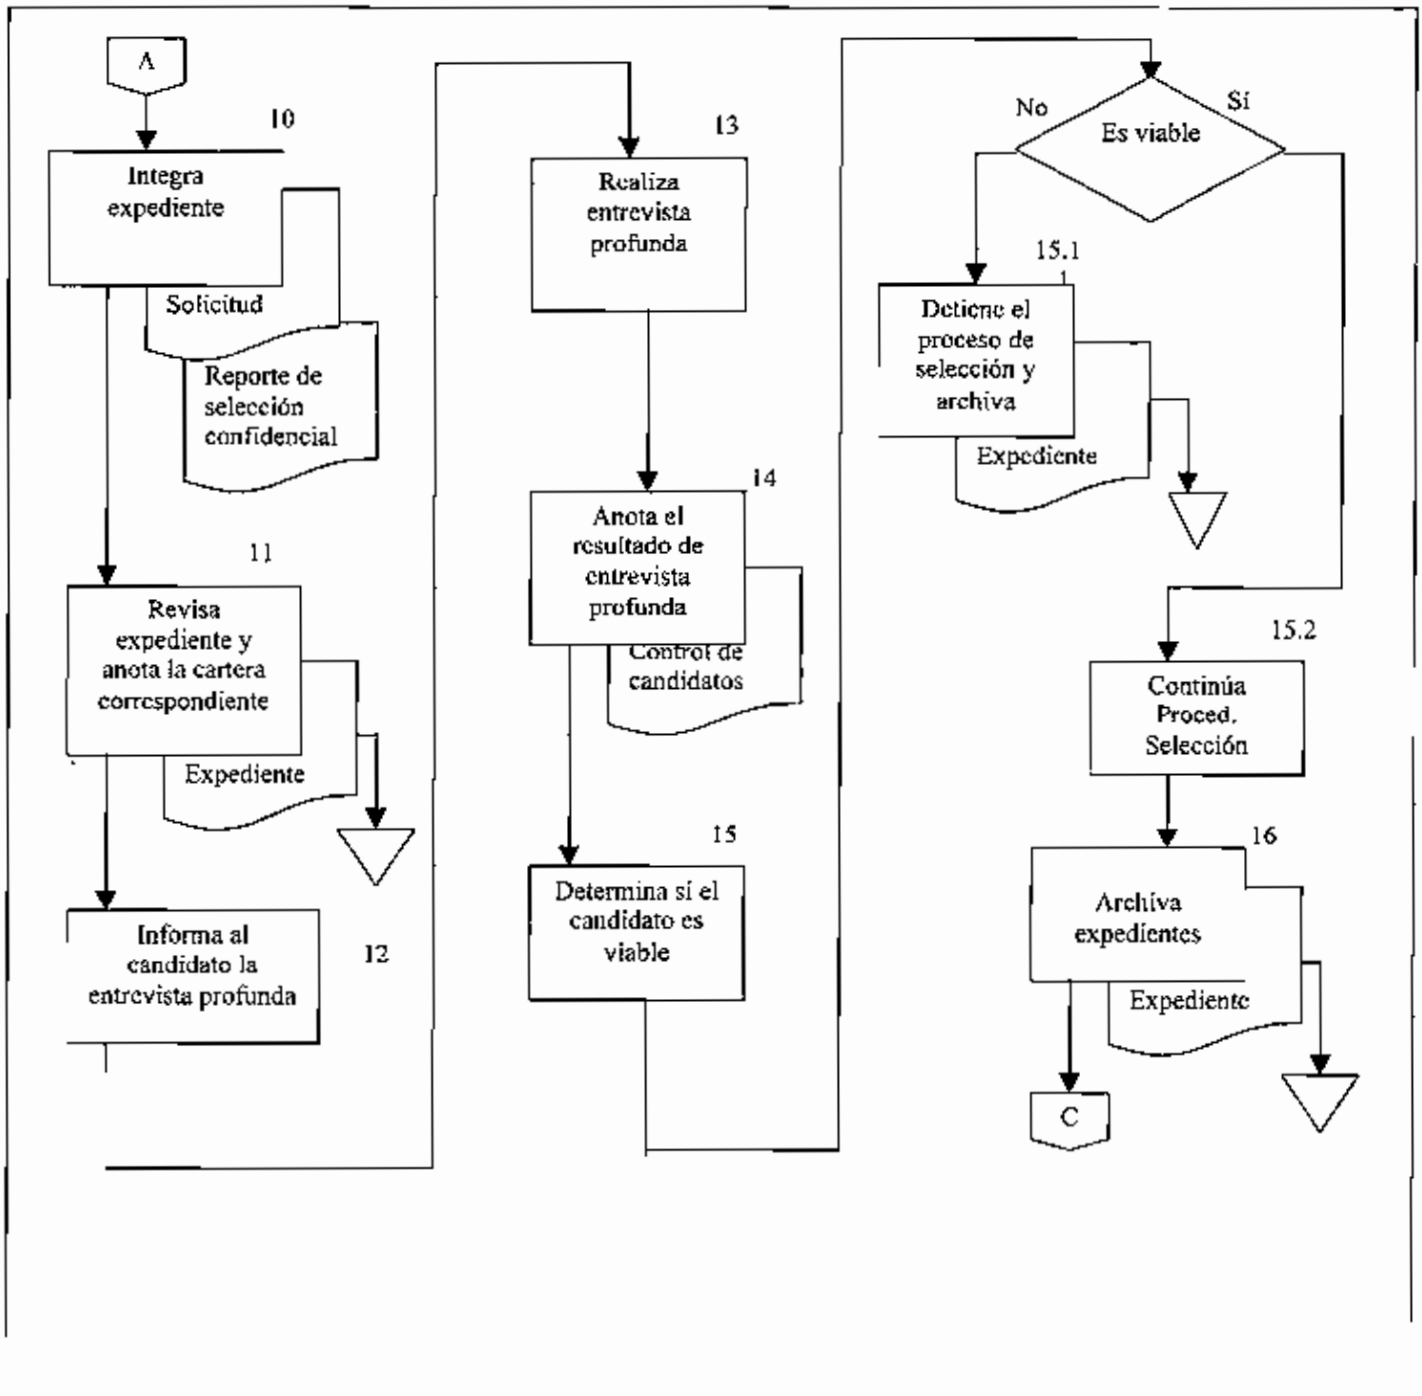 A
10
Integra
expediente
Solicitud
Reporte de
selección
confidencial
11
Revisa
expediente y
anota la cartera
correspondiente
Expediente
Informa al
candidato la
entrevista profunda
12
13
Realiza
entrevista
profunda
14
Anota el
resultado de
entrevista
profunda
Control de
candidatos
15
Determina sí el
candidato es
viable
No
Sí
Es viable
15.1
Detiene el
proceso de
selección y
archiva
Expediente
15.2
Continúa
Proced.
Selección
16
Archiva
expedientes
Expediente
C